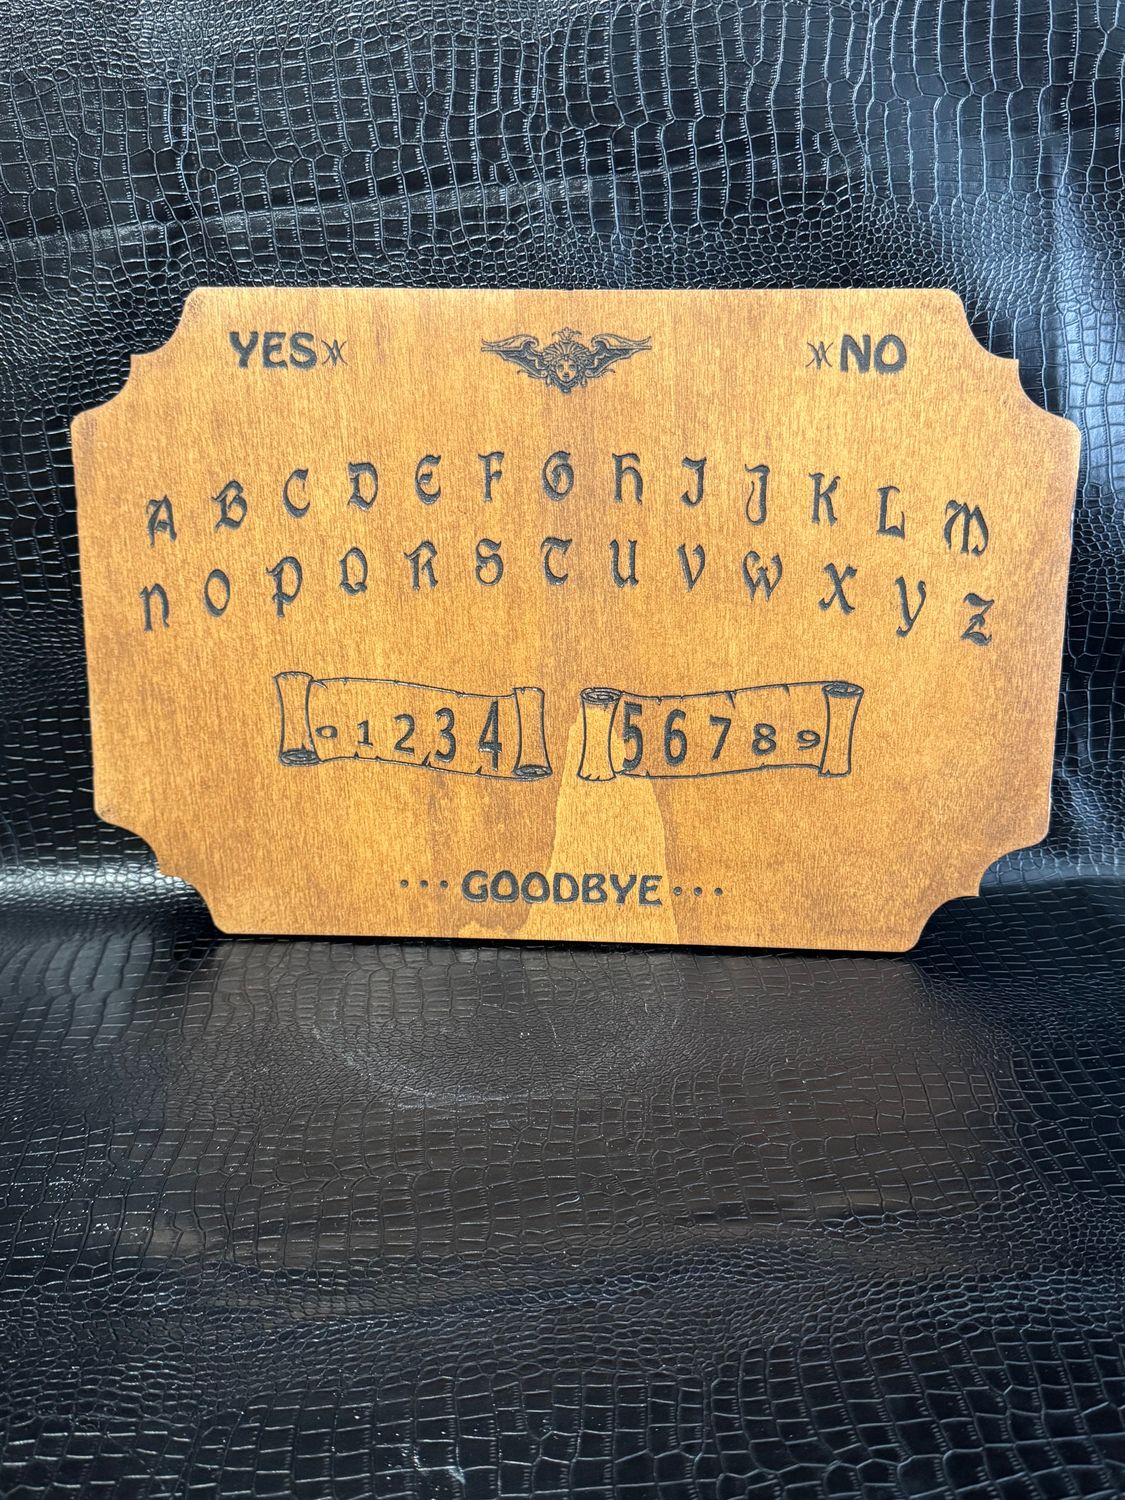 YES NO
A B C D E F G H I J K L M
N O P Q R S T U V W X Y Z
0 1 2 3 4 5 6 7 8 9
...GOODBYE...